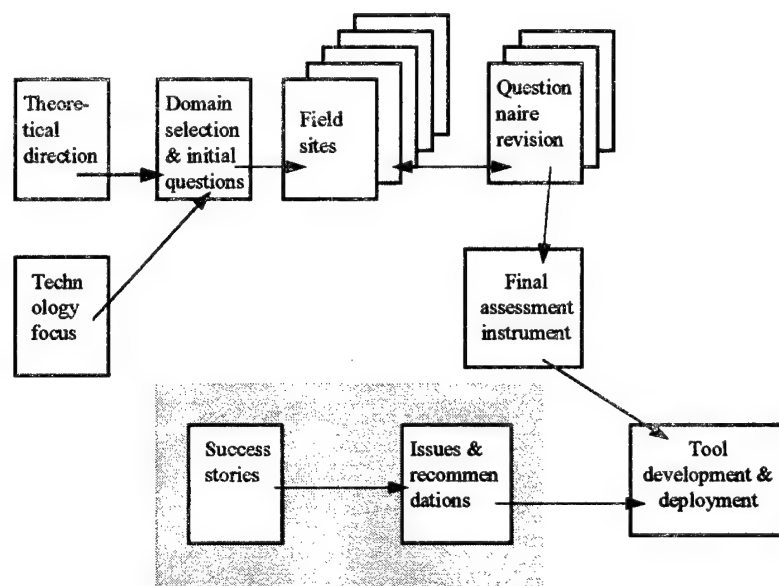 Theore-
tical
direction
Domain
selection
& initial
questions
Field
sites
Question
naire
revision
Techn
ology
focus
Final
assessment
instrument
Success
stories
Issues &
recommen
dations
Tool
development &
deployment